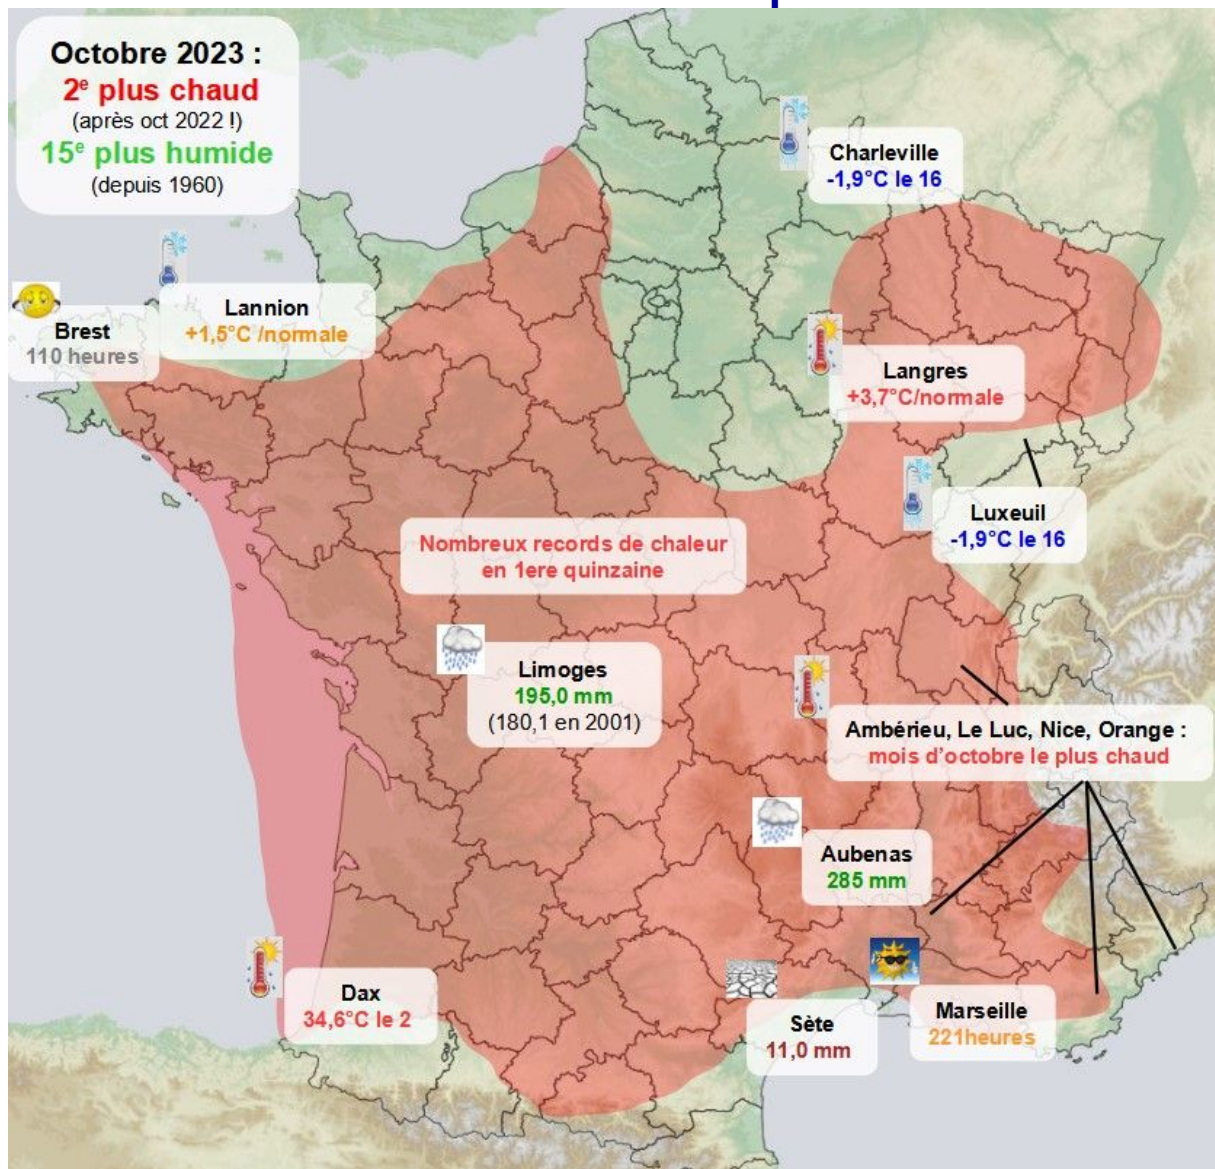 Octobre 2023 :
2e plus chaud
(après oct 2022 !)
15e plus humide
(depuis 1960)
Charleville
-1,9°C le 16
Lannion
+1,5°C /normale
Brest
110 heures
Langres
+3,7°C/normale
Luxeuil
-1,9°C le 16
Nombreux records de chaleur
en 1ere quinzaine
Limoges
195,0 mm
(180,1 en 2001)
Ambérieu, Le Luc, Nice, Orange :
mois d'octobre le plus chaud
Aubenas
285 mm
Dax
34,6°C le 2
Sète
11,0 mm
Marseille
221heures